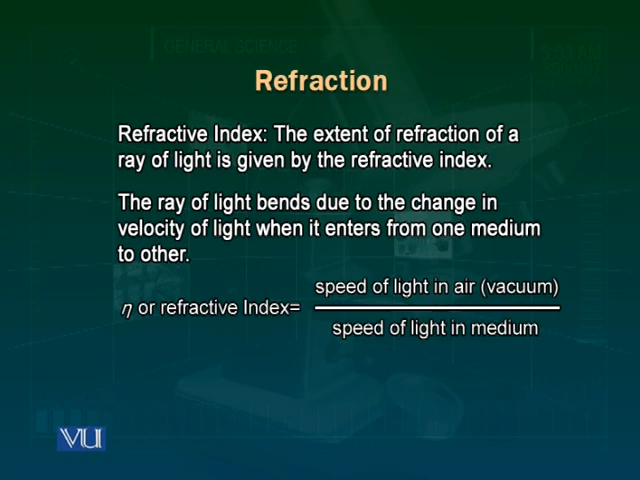 GENERAL SCIENCE
Refraction
Refractive Index: The extent of refraction of a
ray of light is given by the refractive index.
The ray of light bends due to the change in
velocity of light when it enters from one medium
to other.
speed of light in air (vacuum)
η or refractive Index=
speed of light in medium
VU